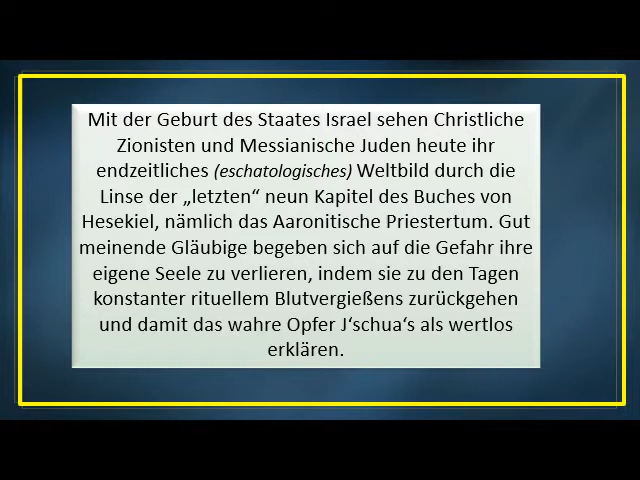 Mit der Geburt des Staates Israel sehen Christliche
Zionisten und Messianische Juden heute ihr
endzeitliches (eschatologisches) Weltbild durch die
Linse der „letzten“ neun Kapitel des Buches von
Hesekiel, nämlich das Aaronitische Priestertum. Gut
meinende Gläubige begeben sich auf die Gefahr ihre
eigene Seele zu verlieren, indem sie zu den Tagen
konstanter rituellem Blutvergießens zurückgehen
und damit das wahre Opfer J‘schua‘s als wertlos
erklären.